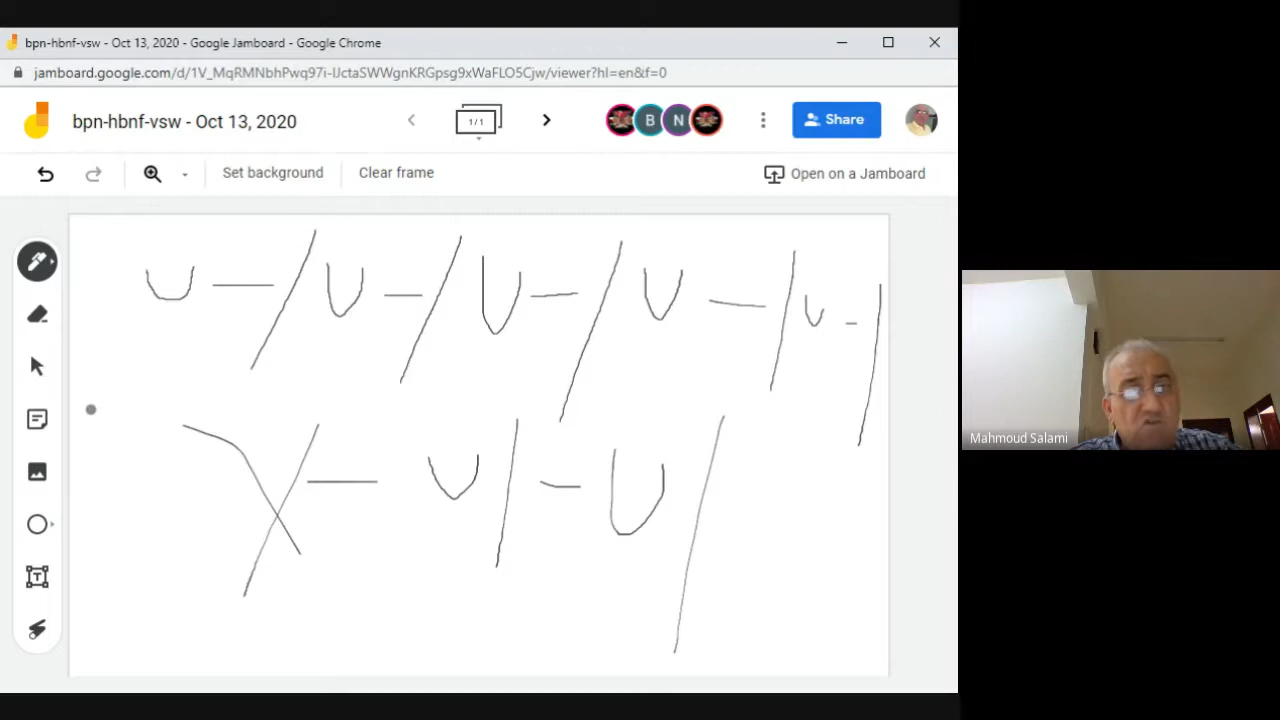 bpn-hbnf-vsw - Oct 13, 2020 - Google Jamboard - Google Chrome
jamboard.google.com/d/1V_MqRMNbhPwq97i-IJctaSWWgnKRGpsg9xWaFLO5Cjw/viewer?hl=en&f=0
bpn-hbnf-vsw - Oct 13, 2020
1/1
B N
Share
Set background Clear frame Open on a Jamboard
U — / U — / U — / U — / U - /
X — U / - U /
T
Mahmoud Salami